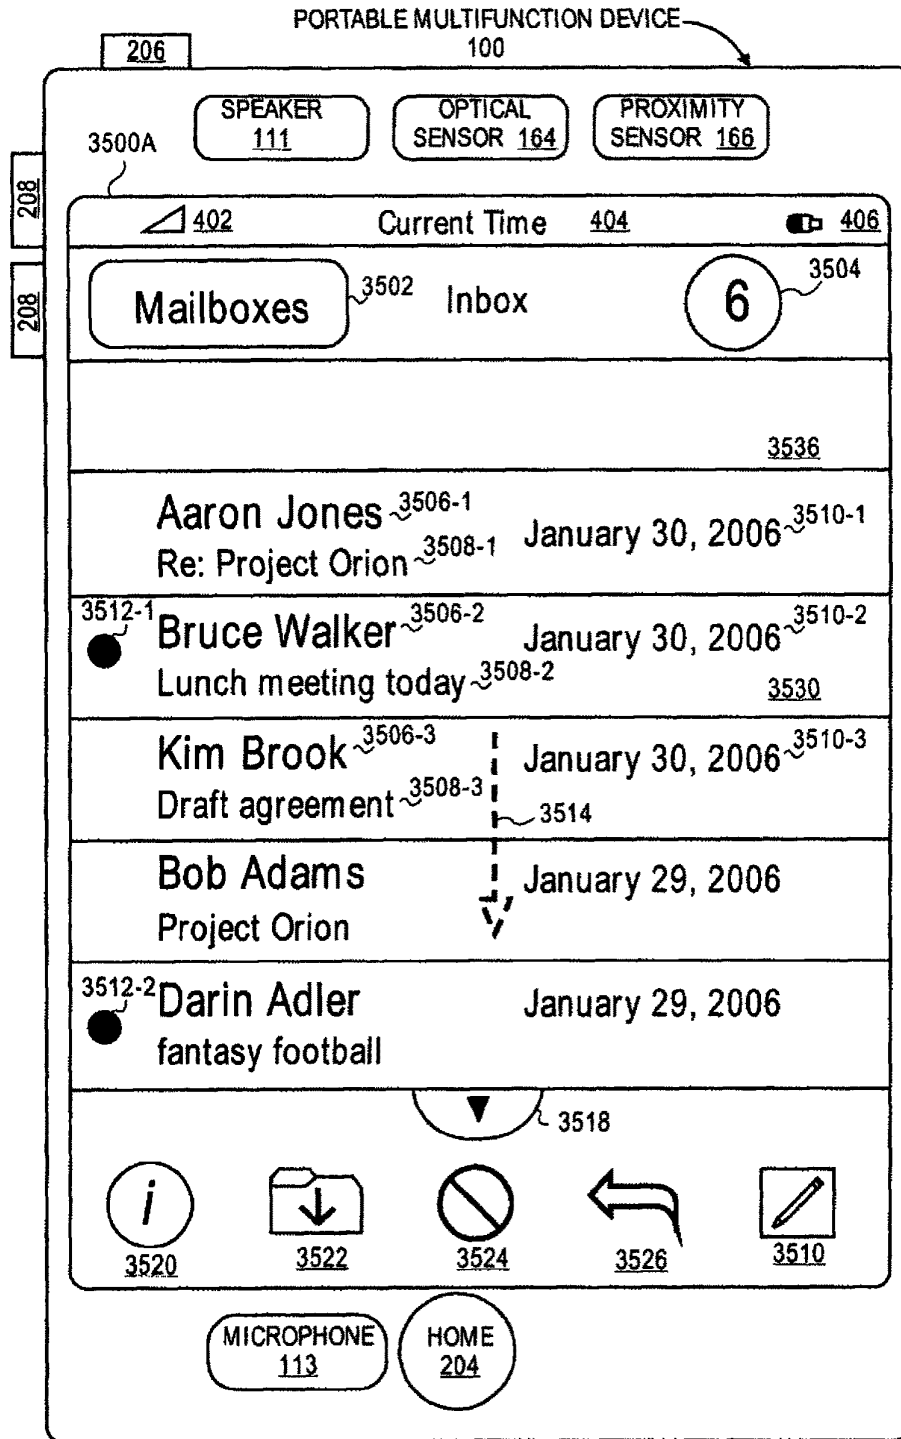 PORTABLE MULTIFUNCTION DEVICE
100
206
SPEAKER
111
OPTICAL
SENSOR 164
PROXIMITY
SENSOR 166
3500A
208
208
402 Current Time 404 406
Mailboxes 3502 Inbox 6 3504
3536
Aaron Jones 3506-1
January 30, 2006 3510-1
Re: Project Orion 3508-1
3512-1
Bruce Walker 3506-2
January 30, 2006 3510-2
Lunch meeting today 3508-2
3530
Kim Brook 3506-3
January 30, 2006 3510-3
Draft agreement 3508-3
3514
Bob Adams
January 29, 2006
Project Orion
3512-2
Darin Adler
January 29, 2006
fantasy football
3518
i
3520 3522 3524 3526 3510
MICROPHONE
113
HOME
204